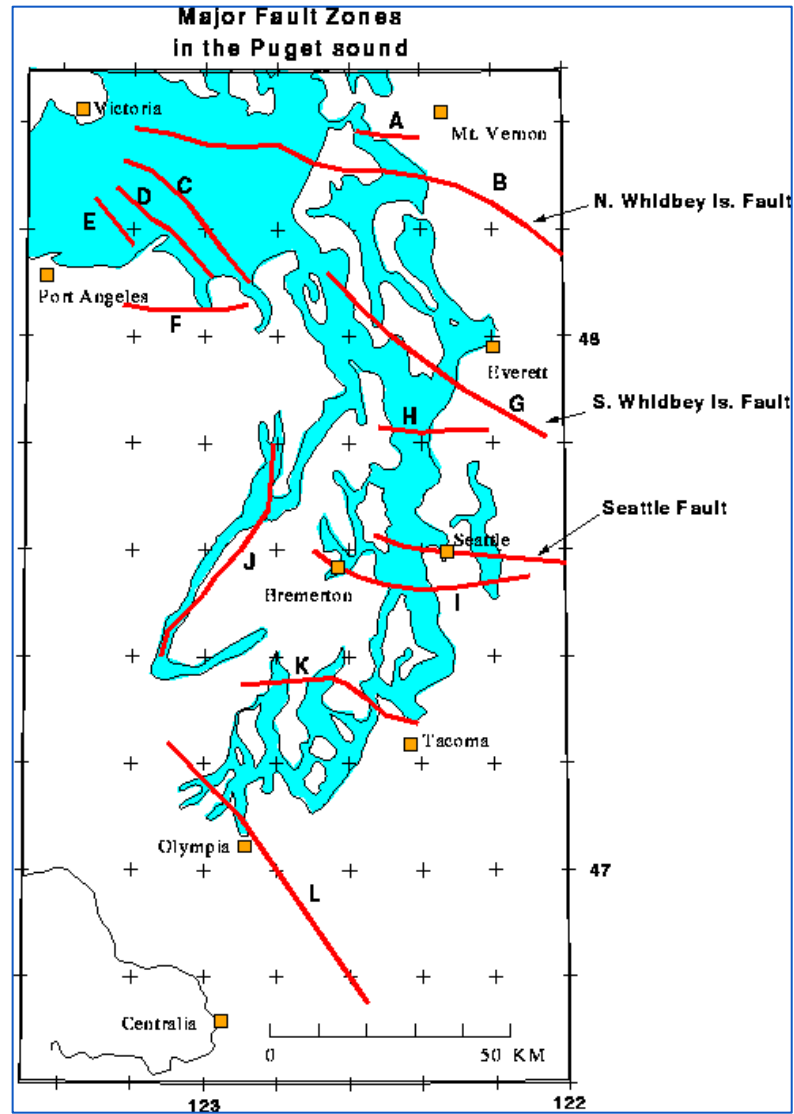 Major Fault Zones
in the Puget sound
Victoria
A
Mt. Vernon
C
B
D
N. Whidbey Is. Fault
E
Port Angeles
F
48
Everett
G
S. Whidbey Is. Fault
H
Seattle Fault
Seattle
J
Bremerton
I
K
Tacoma
Olympia
47
L
Centralia
0 50 KM
123 122